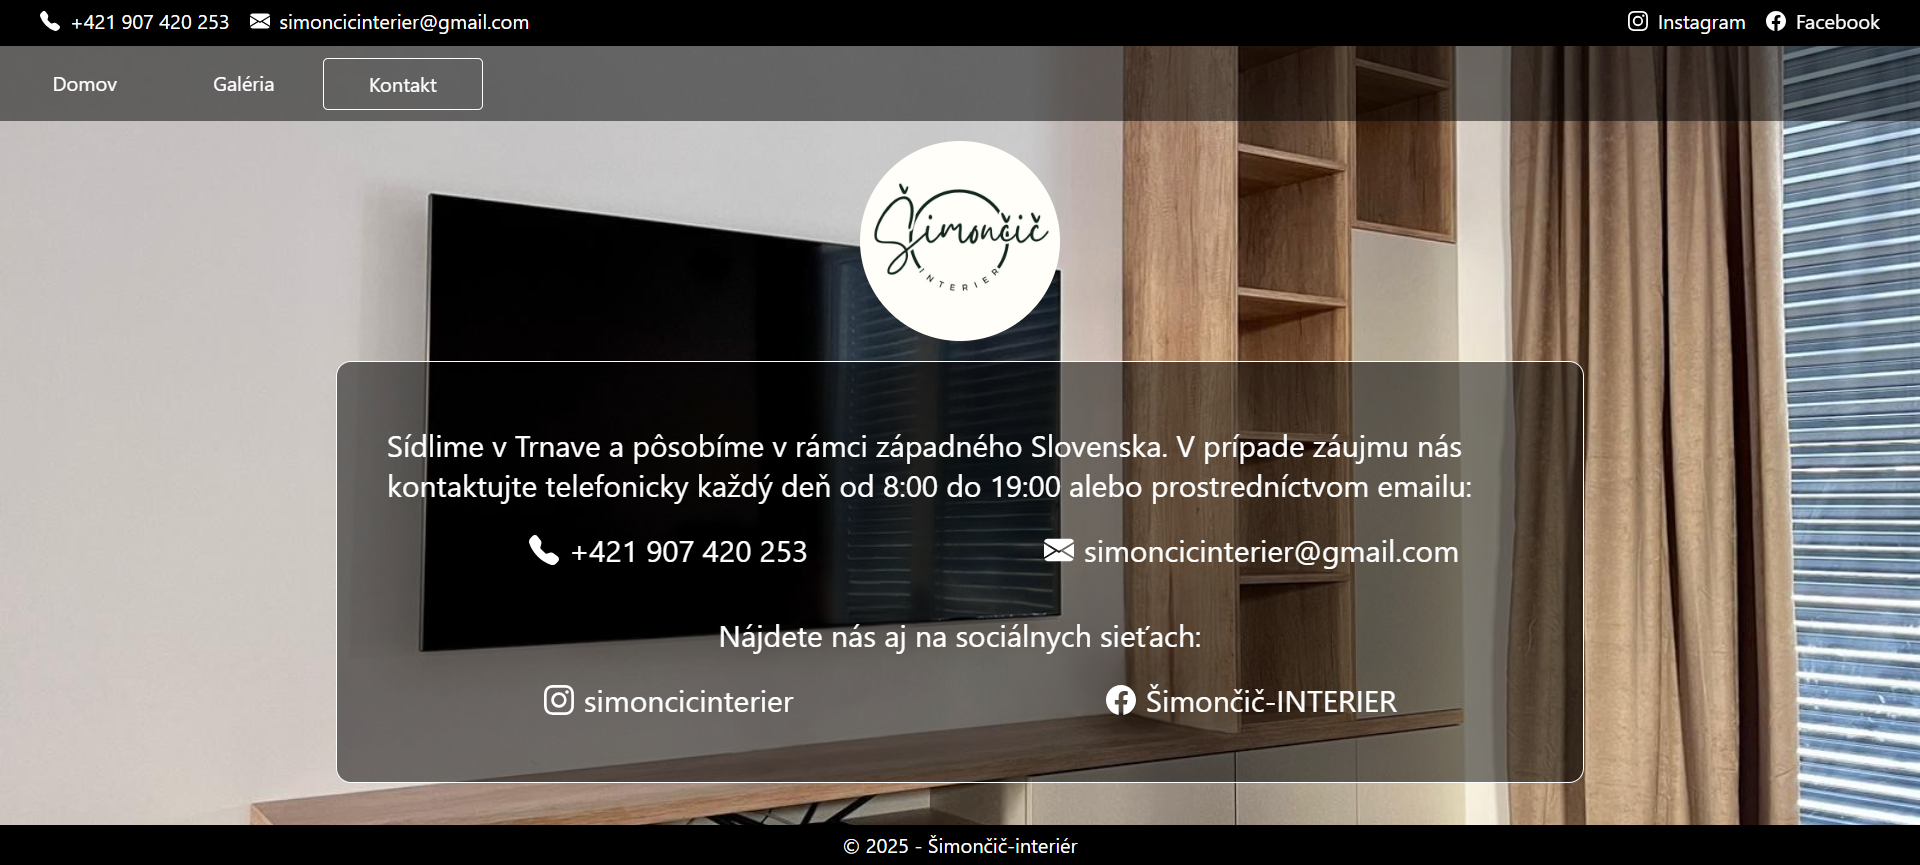 +421 907 420 253 simoncicinterier@gmail.com Instagram Facebook
Domov Galéria Kontakt
Šimončič
INTERIER
Sídlime v Trnave a pôsobíme v rámci západného Slovenska. V prípade záujmu nás
kontaktujte telefonicky každý deň od 8:00 do 19:00 alebo prostredníctvom emailu:
+421 907 420 253 simoncicinterier@gmail.com
Nájdete nás aj na sociálnych sieťach:
simoncicinterier Šimončič-INTERIER
© 2025 - Šimončič-interiér